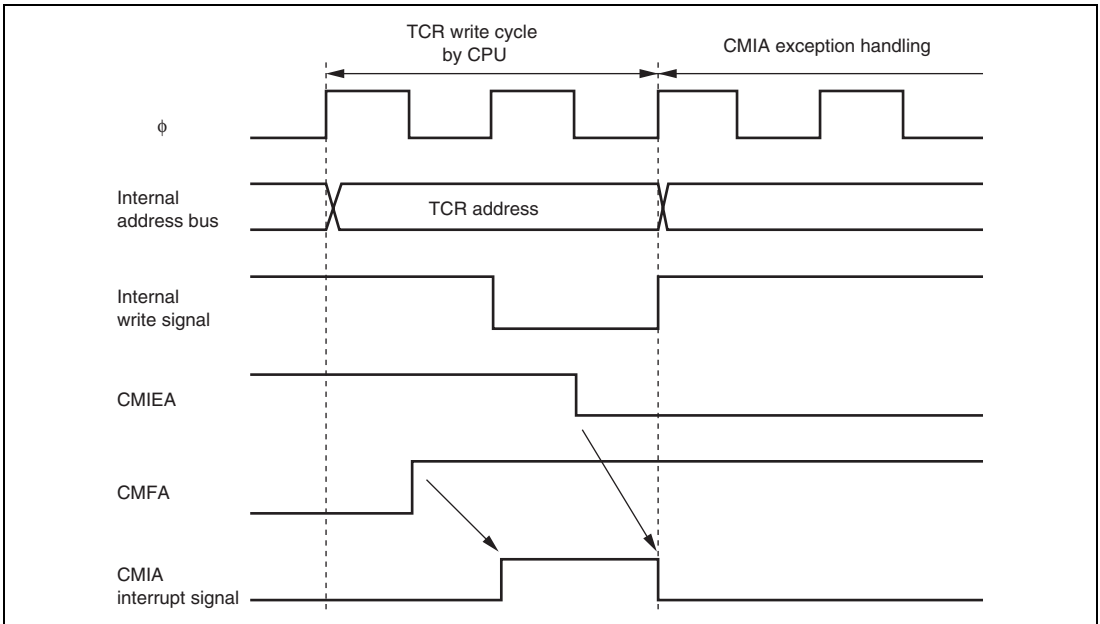 TCR write cycle
by CPU
CMIA exception handling
ϕ
Internal
address bus
TCR address
Internal
write signal
CMIEA
CMFA
CMIA
interrupt signal